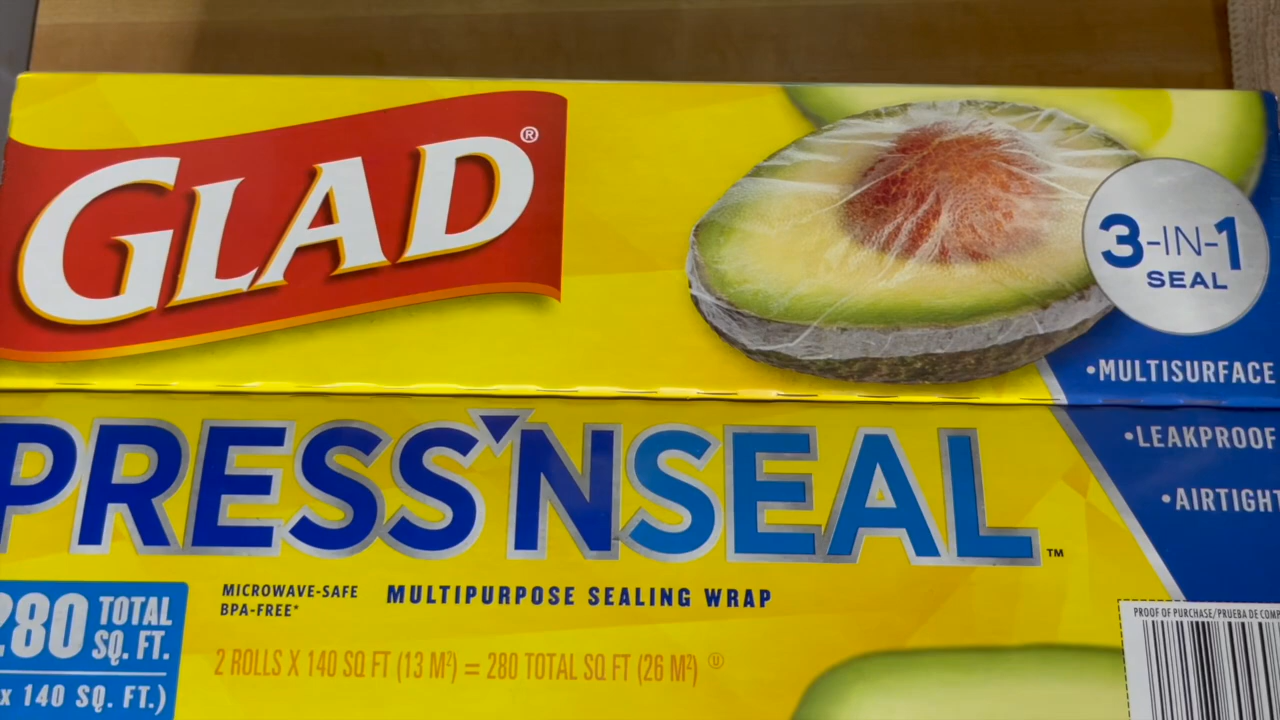 GLAD®
3-IN-1
SEAL
•MULTISURFACE
•LEAKPROOF
•AIRTIGHT
PRESS'NSEAL™
MICROWAVE-SAFE
BPA-FREE*
MULTIPURPOSE SEALING WRAP
280 TOTAL SQ. FT.
x 140 SQ. FT.)
2 ROLLS X 140 SQ FT (13 M²) = 280 TOTAL SQ FT (26 M²) Ⓤ
PROOF OF PURCHASE/PRUEBA DE COMP